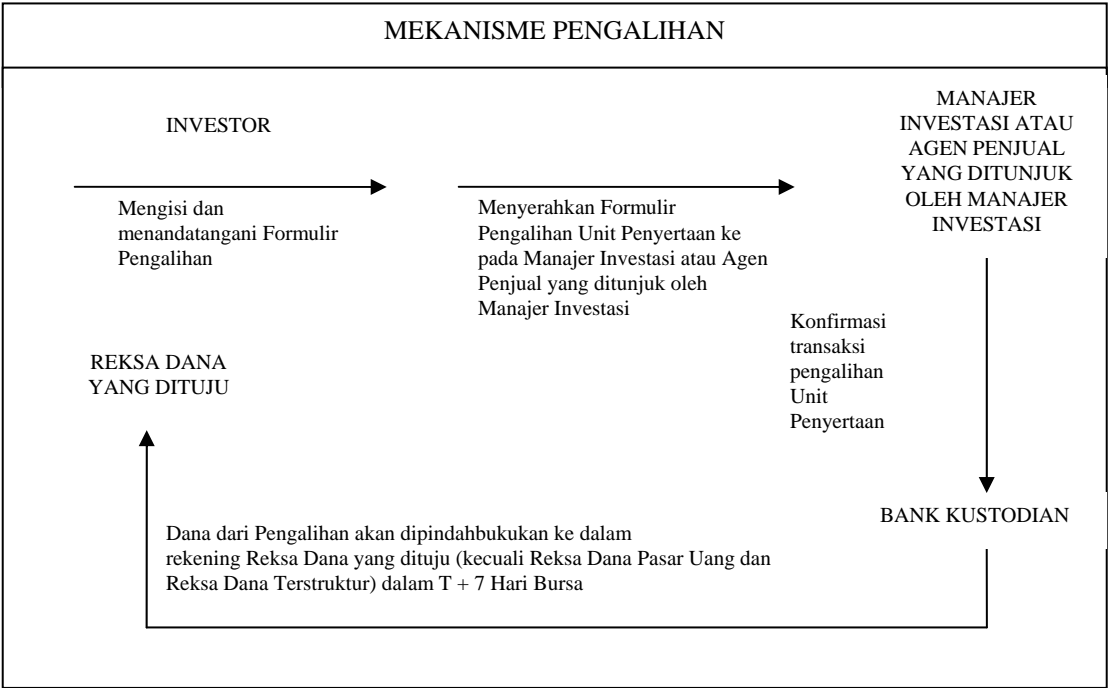 MEKANISME PENGALIHAN
INVESTOR
MANAJER
INVESTASI ATAU
AGEN PENJUAL
YANG DITUNJUK
OLEH MANAJER
INVESTASI
Mengisi dan
menandatangani Formulir
Pengalihan
Menyerahkan Formulir
Pengalihan Unit Penyertaan ke
pada Manajer Investasi atau Agen
Penjual yang ditunjuk oleh
Manajer Investasi
Konfirmasi
transaksi
pengalihan
Unit
Penyertaan
REKSA DANA
YANG DITUJU
BANK KUSTODIAN
Dana dari Pengalihan akan dipindahbukukan ke dalam
rekening Reksa Dana yang dituju (kecuali Reksa Dana Pasar Uang dan
Reksa Dana Terstruktur) dalam T + 7 Hari Bursa